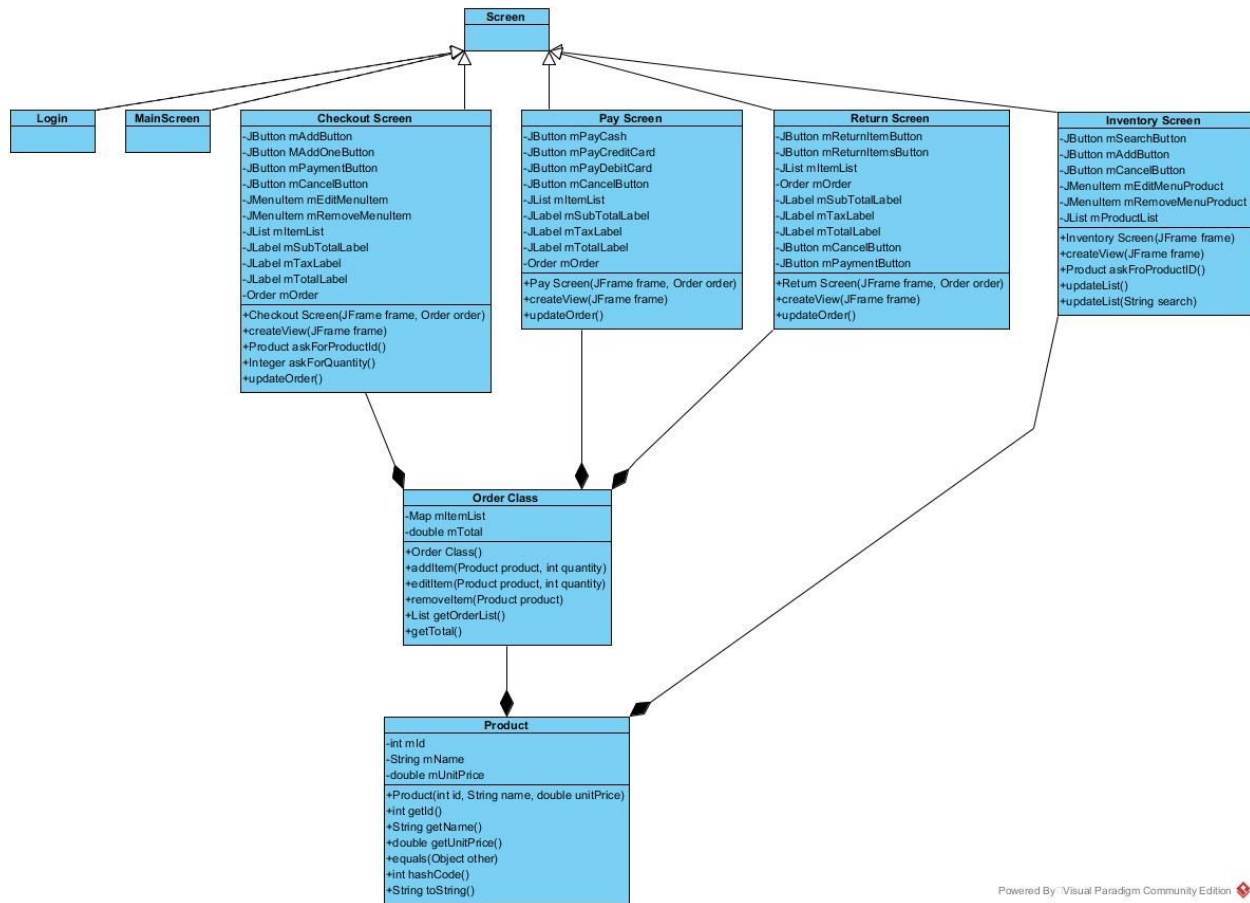 Screen
Login
MainScreen
Checkout Screen
-JButton mAddButton
-JButton MAddOneButton
-JButton mPaymentButton
-JButton mCancelButton
-JMenuItem mEditMenuItem
-JMenuItem mRemoveMenuItem
-JList mItemList
-JLabel mSubTotalLabel
-JLabel mTaxLabel
-JLabel mTotalLabel
-Order mOrder
+Checkout Screen(JFrame frame, Order order)
+createView(JFrame frame)
+Product askForProductId()
+Integer askForQuantity()
+updateOrder()
Pay Screen
-JButton mPayCash
-JButton mPayCreditCard
-JButton mPayDebitCard
-JButton mCancelButton
-JList mItemList
-JLabel mSubTotalLabel
-JLabel mTaxLabel
-JLabel mTotalLabel
-Order mOrder
+Pay Screen(JFrame frame, Order order)
+createView(JFrame frame)
+updateOrder()
Return Screen
-JButton mReturnItemButton
-JButton mReturnItemsButton
-JList mItemList
-Order mOrder
-JLabel mSubTotalLabel
-JLabel mTaxLabel
-JLabel mTotalLabel
-JButton mCancelButton
-JButton mPaymentButton
+Return Screen(JFrame frame, Order order)
+createView(JFrame frame)
+updateOrder()
Inventory Screen
-JButton mSearchButton
-JButton mAddButton
-JButton mCancelButton
-JMenuItem mEditMenuProduct
-JMenuItem mRemoveMenuProduct
-JList mProductList
+Inventory Screen(JFrame frame)
+createView(JFrame frame)
+Product askFroProductID()
+updateList()
+updateList(String search)
Order Class
-Map mItemList
-double mTotal
+Order Class()
+addItem(Product product, int quantity)
+editItem(Product product, int quantity)
+removeItem(Product product)
+List getOrderList()
+getTotal()
Product
-int mId
-String mName
-double mUnitPrice
+Product(int id, String name, double unitPrice)
+int getId()
+String getName()
+double getUnitPrice()
+equals(Object other)
+int hashCode()
+String toString()
Powered By Visual Paradigm Community Edition